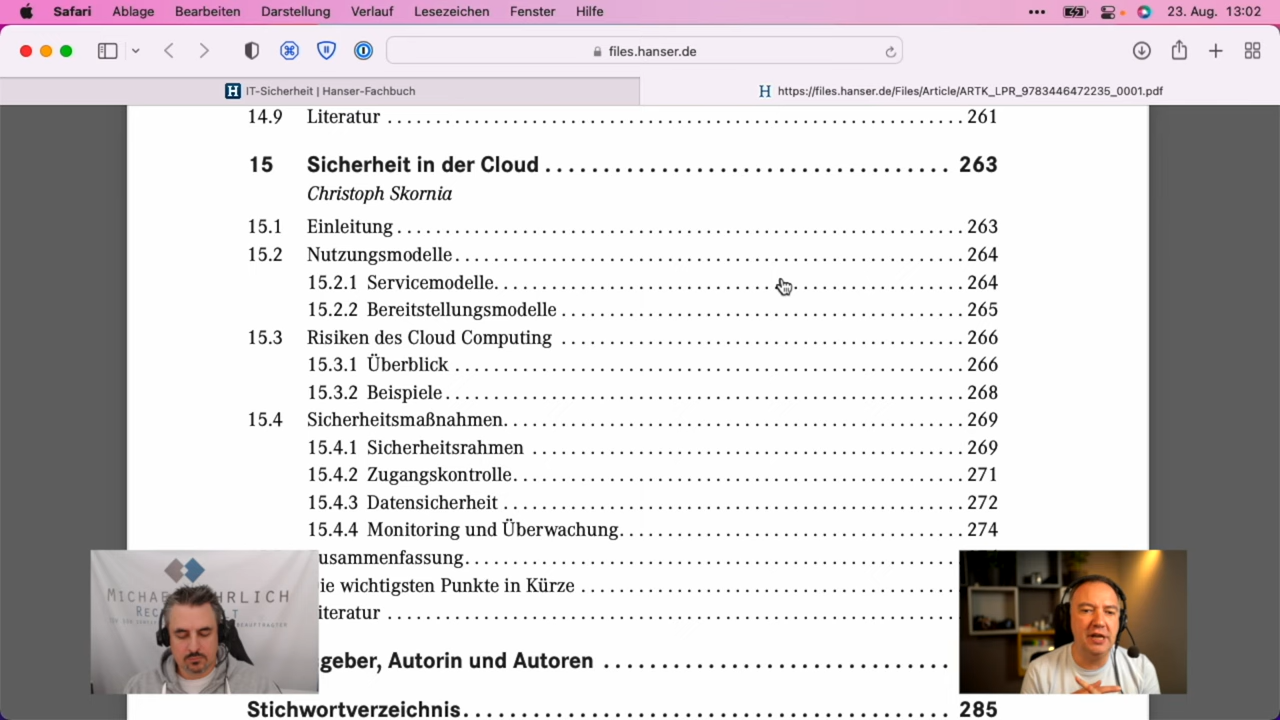 Safari Ablage Bearbeiten Darstellung Verlauf Lesezeichen Fenster Hilfe 23. Aug. 13:02
files.hanser.de
H IT-Sicherheit | Hanser-Fachbuch H https://files.hanser.de/Files/Article/ARTK_LPR_9783446472235_0001.pdf
14.9 Literatur . . . . . . . . . . . . . . . . . . . . . . . . . . . . . . 261
15 Sicherheit in der Cloud . . . . . . . . . . . . . . . . . . . . . . . . . . . . . . 263
Christoph Skornia
15.1 Einleitung . . . . . . . . . . . . . . . . . . . . . . . . . . . . . . 263
15.2 Nutzungsmodelle . . . . . . . . . . . . . . . . . . . . . . . . . . . . . . 264
15.2.1 Servicemodelle . . . . . . . . . . . . . . . . . . . . . . . . . . . . . . 264
15.2.2 Bereitstellungsmodelle . . . . . . . . . . . . . . . . . . . . . . . . . . . . . . 265
15.3 Risiken des Cloud Computing . . . . . . . . . . . . . . . . . . . . . . . . . . . . . . 266
15.3.1 Überblick . . . . . . . . . . . . . . . . . . . . . . . . . . . . . . 266
15.3.2 Beispiele . . . . . . . . . . . . . . . . . . . . . . . . . . . . . . 268
15.4 Sicherheitsmaßnahmen . . . . . . . . . . . . . . . . . . . . . . . . . . . . . . 269
15.4.1 Sicherheitsrahmen . . . . . . . . . . . . . . . . . . . . . . . . . . . . . . 269
15.4.2 Zugangskontrolle . . . . . . . . . . . . . . . . . . . . . . . . . . . . . . 271
15.4.3 Datensicherheit . . . . . . . . . . . . . . . . . . . . . . . . . . . . . . 272
15.4.4 Monitoring und Überwachung . . . . . . . . . . . . . . . . . . . . . . . . . . . . . . 274
usammenfassung . . . . . . . . . . . . . . . . . . . . . . . . . . . . . .
ie wichtigsten Punkte in Kürze . . . . . . . . . . . . . . . . . . . . . . . . . . . . . .
iteratur . . . . . . . . . . . . . . . . . . . . . . . . . . . . . .
geber, Autorin und Autoren . . . . . . . . . . . . . . . . . . . . . . . . . . . . . .
Stichwortverzeichnis . . . . . . . . . . . . . . . . . . . . . . . . . . . . . . 285